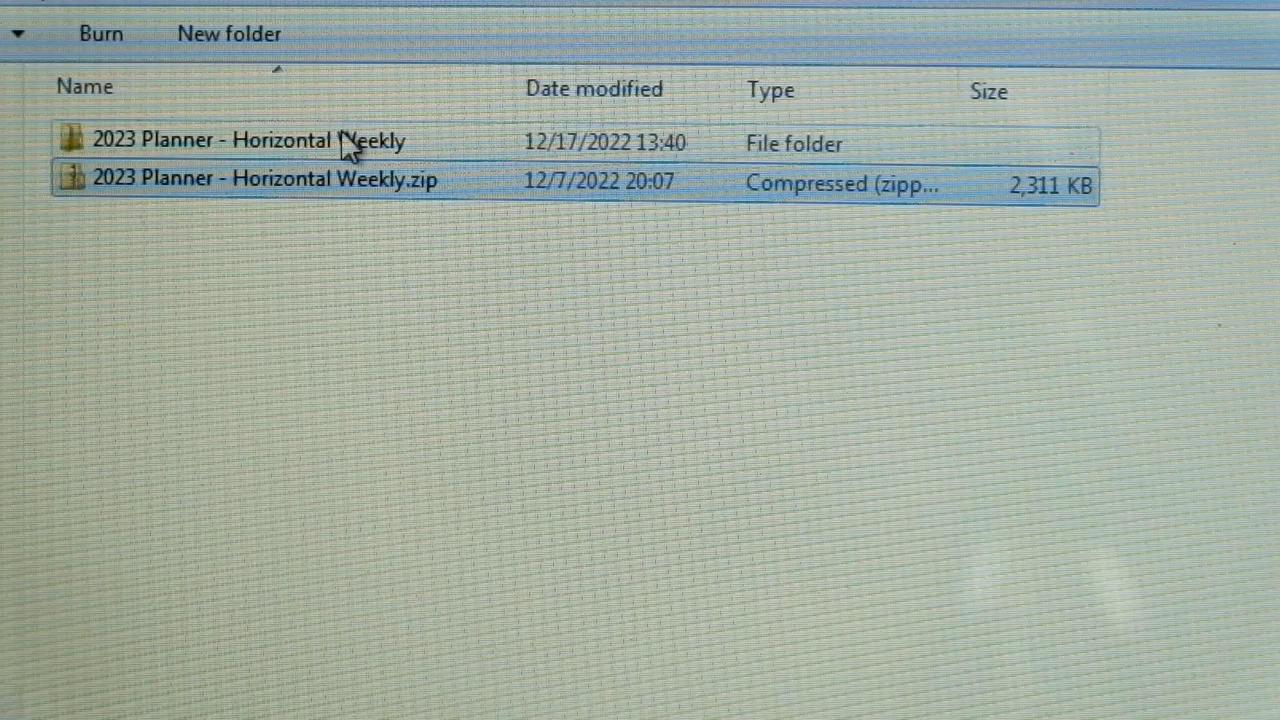 Burn New folder
Name Date modified Type Size
2023 Planner - Horizontal Weekly 12/17/2022 13:40 File folder
2023 Planner - Horizontal Weekly.zip 12/7/2022 20:07 Compressed (zipp... 2,311 KB